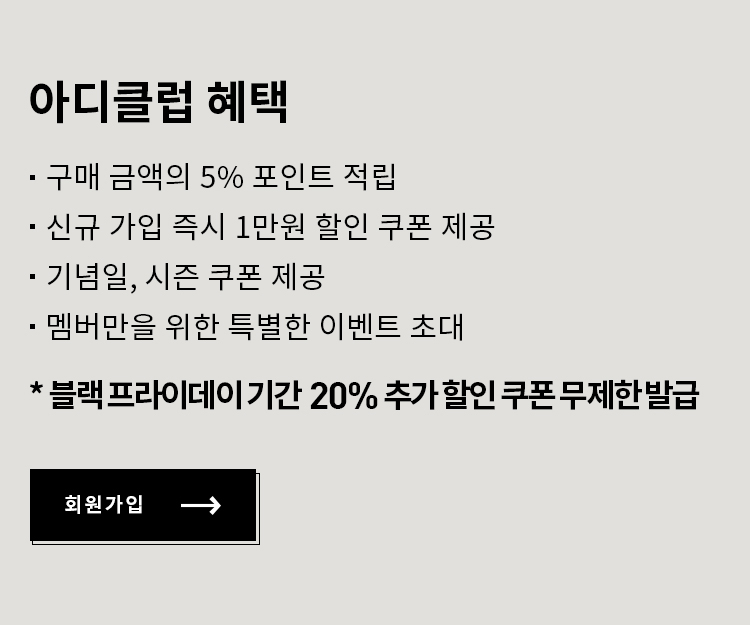 아디클럽 혜택
· 구매 금액의 5% 포인트 적립
· 신규 가입 즉시 1만원 할인 쿠폰 제공
· 기념일, 시즌 쿠폰 제공
· 멤버만을 위한 특별한 이벤트 초대
* 블랙프라이데이 기간 20% 추가 할인 쿠폰 무제한 발급
회원가입